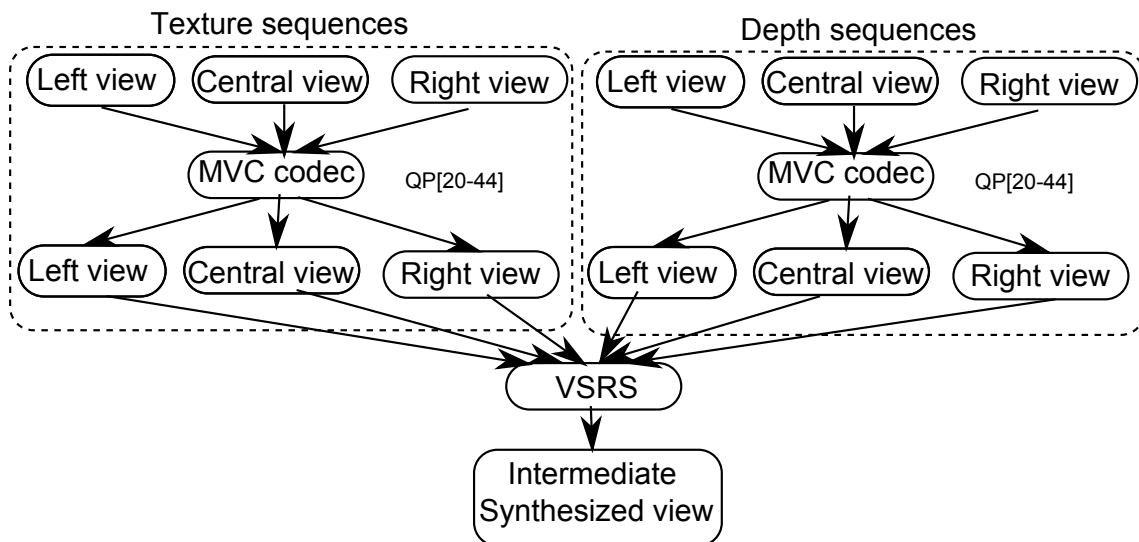 Texture sequences
Left view
Central view
Right view
MVC codec
QP[20-44]
Left view
Central view
Right view
Depth sequences
Left view
Central view
Right view
MVC codec
QP[20-44]
Left view
Central view
Right view
VSRS
Intermediate
Synthesized view